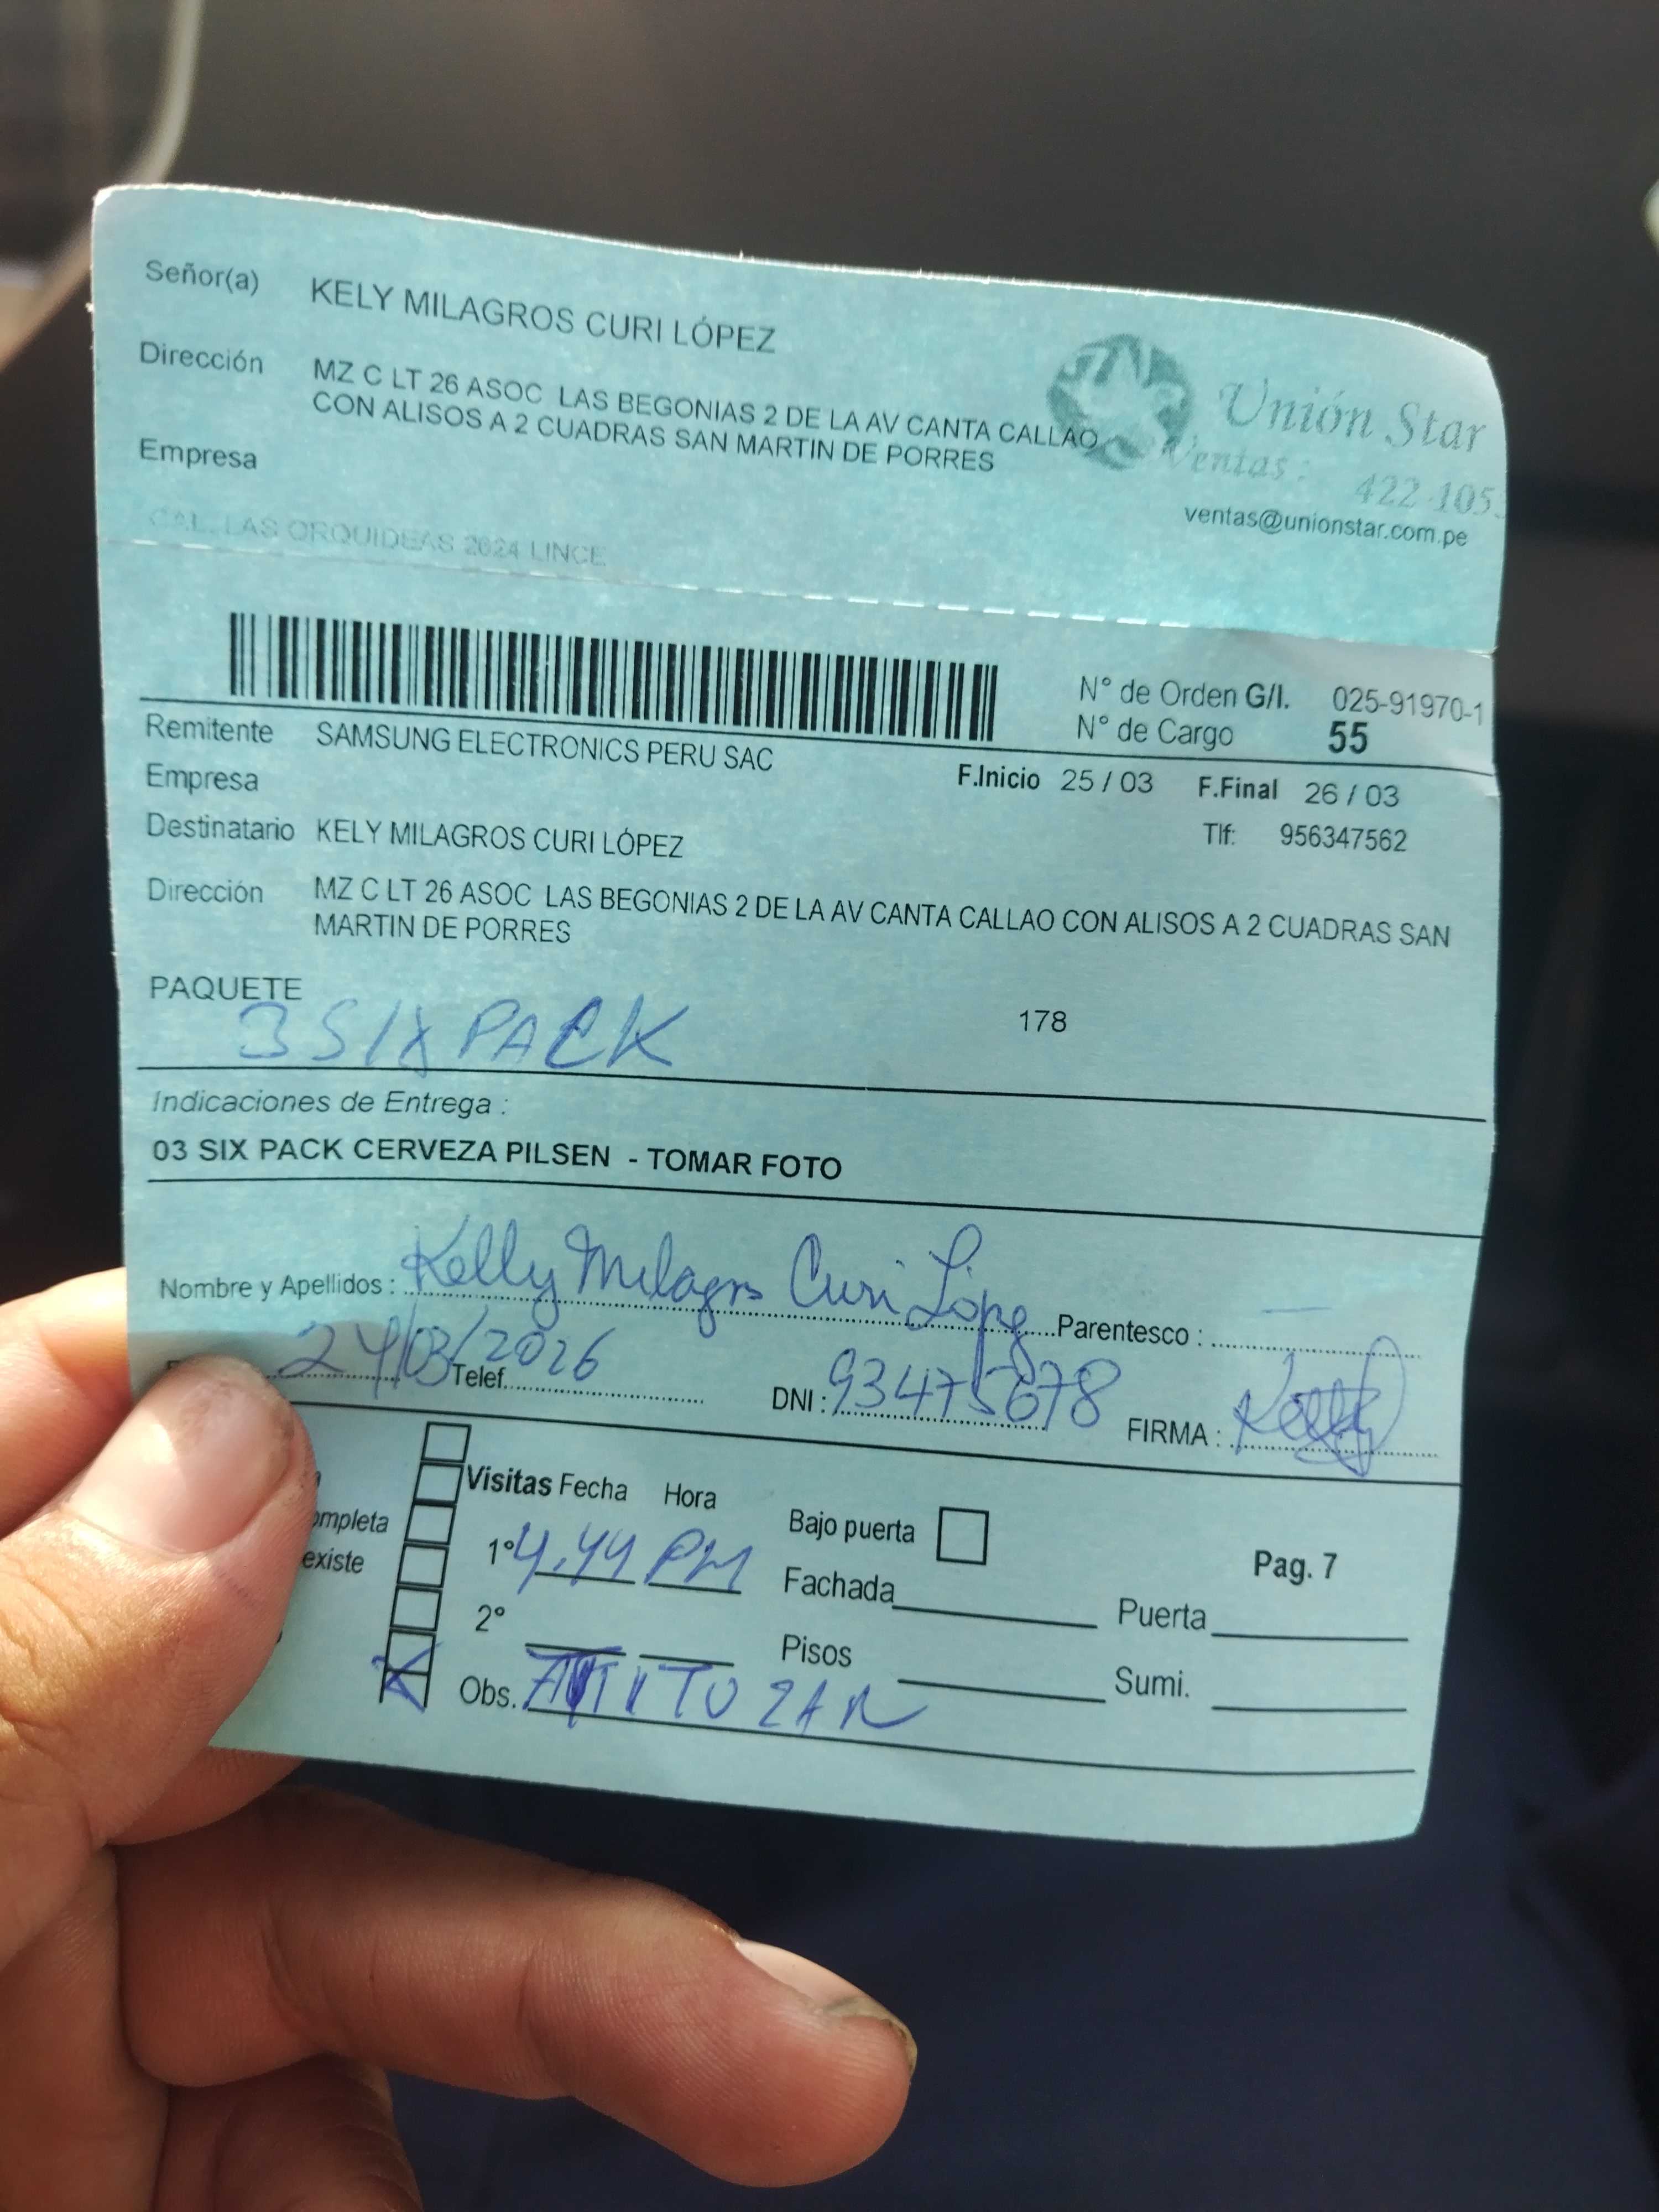 Señor(a) KELY MILAGROS CURI LÓPEZ
Dirección MZ C LT 26 ASOC LAS BEGONIAS 2 DE LA AV CANTA CALLAO
CON ALISOS A 2 CUADRAS SAN MARTIN DE PORRES
Empresa
Unión Star
Ventas: 422-105
ventas@unionstar.com.pe
CAL. LAS ORQUIDEAS 2624 LINCE
N° de Orden G/I. 025-91970-1
N° de Cargo 55
Remitente SAMSUNG ELECTRONICS PERU SAC
Empresa F.Inicio 25 / 03 F.Final 26 / 03
Destinatario KELY MILAGROS CURI LÓPEZ Tlf: 956347562
Dirección MZ C LT 26 ASOC LAS BEGONIAS 2 DE LA AV CANTA CALLAO CON ALISOS A 2 CUADRAS SAN
MARTIN DE PORRES
PAQUETE
3 SIX PACK 178
Indicaciones de Entrega :
03 SIX PACK CERVEZA PILSEN - TOMAR FOTO
Nombre y Apellidos : Kelly Milagros Curi López Parentesco : —
/03/2026 Telef. DNI : 93475678 FIRMA : Kelly
Visitas Fecha Hora Bajo puerta
ompleta 1° 4.44 PM Pag. 7
existe Fachada Puerta
2° Pisos
Obs. Sumi.